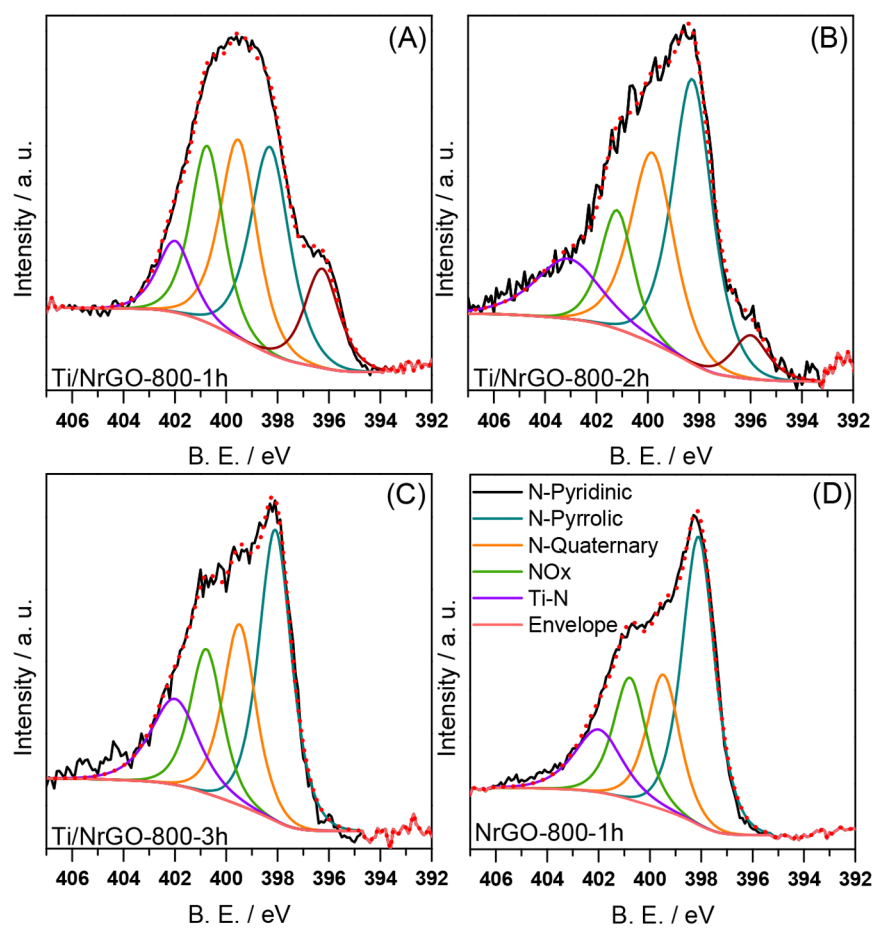 (A)
Intensity / a. u.
Ti/NrGO-800-1h
406 404 402 400 398 396 394 392
B. E. / eV
(B)
Intensity / a. u.
Ti/NrGO-800-2h
406 404 402 400 398 396 394 392
B. E. / eV
(C)
Intensity / a. u.
Ti/NrGO-800-3h
406 404 402 400 398 396 394 392
B. E. / eV
(D)
N-Pyridinic
N-Pyrrolic
N-Quaternary
NOx
Ti-N
Envelope
Intensity / a. u.
NrGO-800-1h
406 404 402 400 398 396 394 392
B. E. / eV